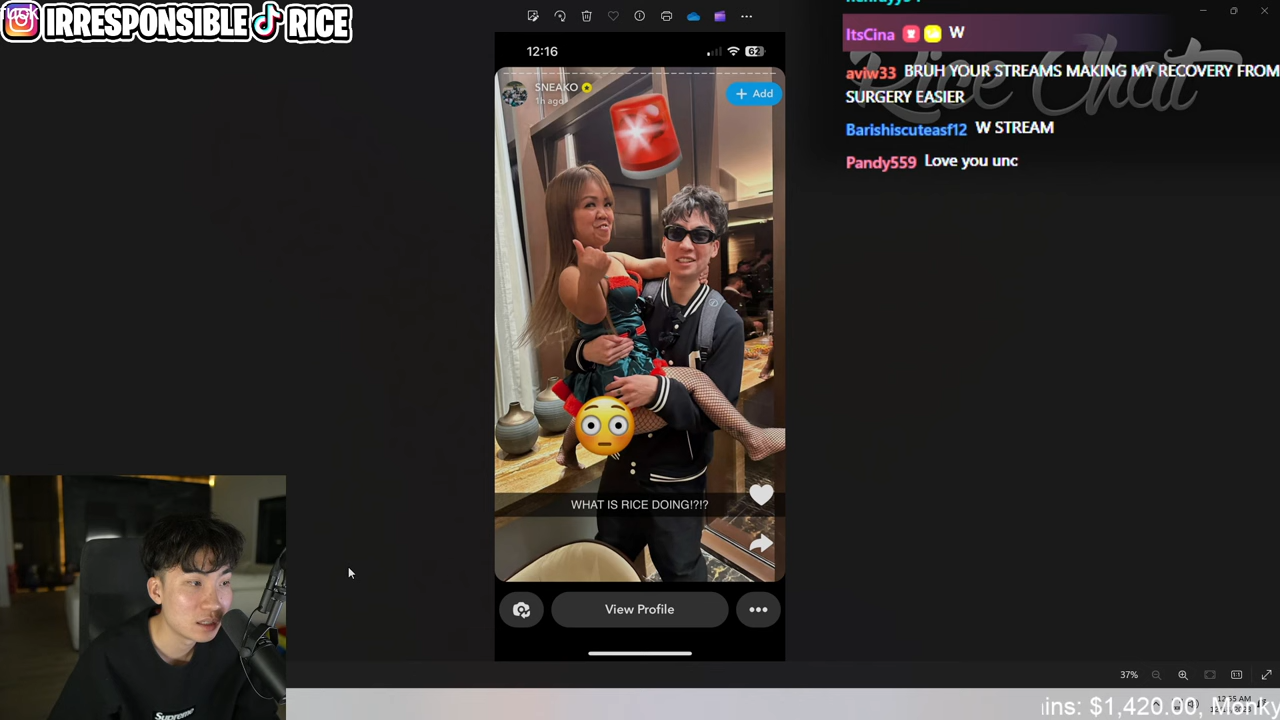 fuck
IRRESPONSIBLE RICE
12:16
62
SNEAKO
1h ago
+ Add
WHAT IS RICE DOING!?!?
View Profile
Rice Chat
ItsCina W
aviw33 BRUH YOUR STREAMS MAKING MY RECOVERY FROM
SURGERY EASIER
Barishiscuteasf12 W STREAM
Pandy559 Love you unc
Supreme
37%
ins: $1,420.00, Monky